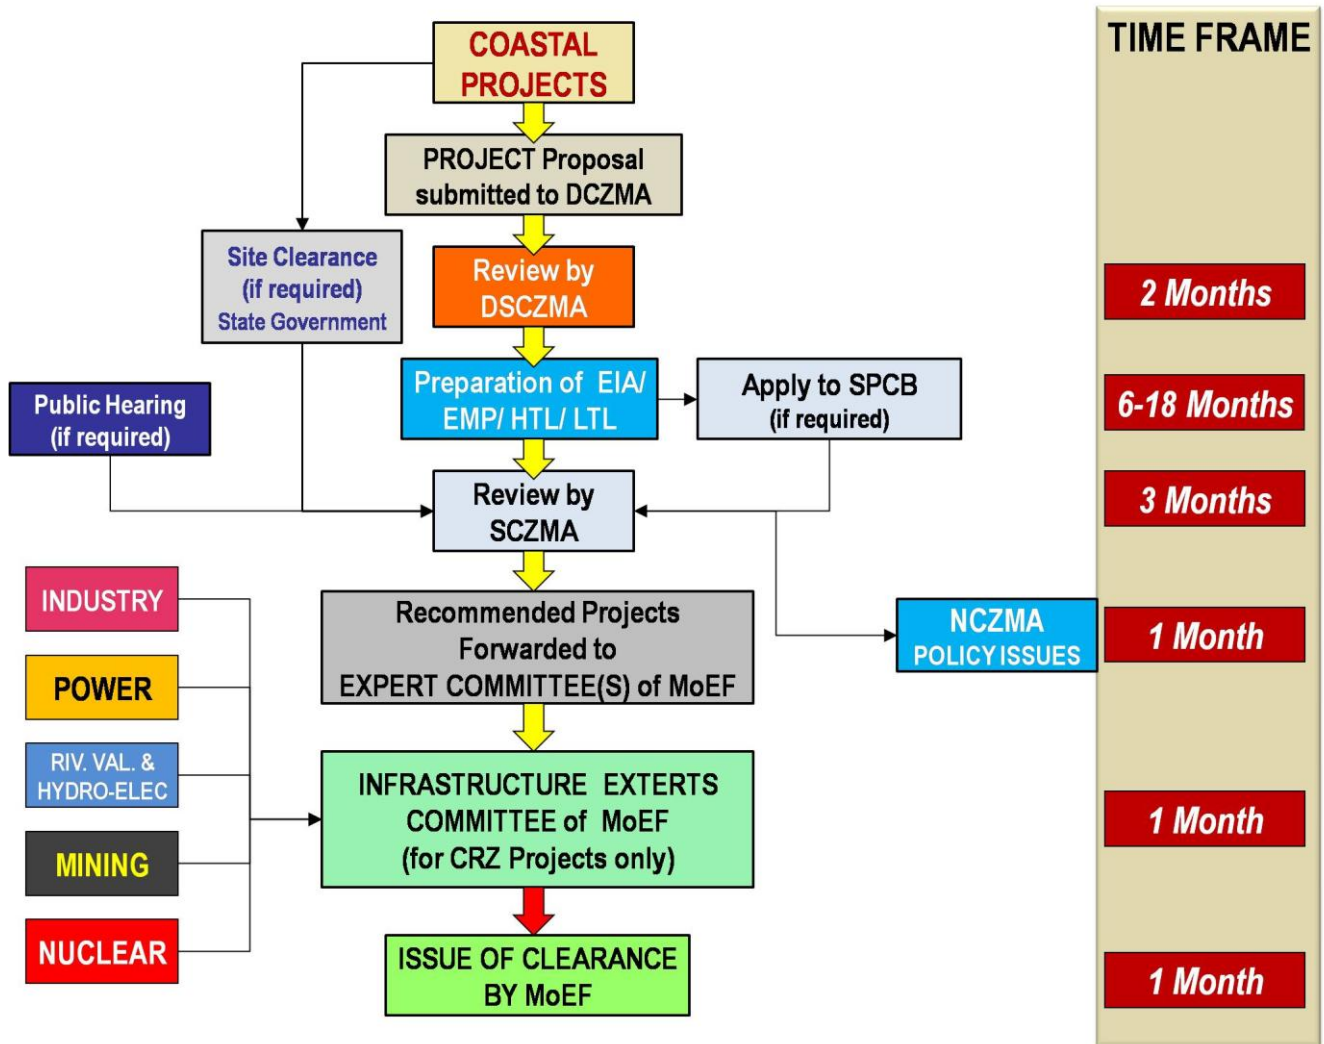 COASTAL
PROJECTS
TIME FRAME
PROJECT Proposal
submitted to DCZMA
Site Clearance
(if required)
State Government
Review by
DSCZMA
2 Months
Public Hearing
(if required)
Preparation of EIA/
EMP/ HTL/ LTL
Apply to SPCB
(if required)
6-18 Months
Review by
SCZMA
3 Months
INDUSTRY
Recommended Projects
Forwarded to
EXPERT COMMITTEE(S) of MoEF
NCZMA
POLICY ISSUES
1 Month
POWER
RIV. VAL. &
HYDRO-ELEC
MINING
NUCLEAR
INFRASTRUCTURE EXTERTS
COMMITTEE of MoEF
(for CRZ Projects only)
1 Month
ISSUE OF CLEARANCE
BY MoEF
1 Month